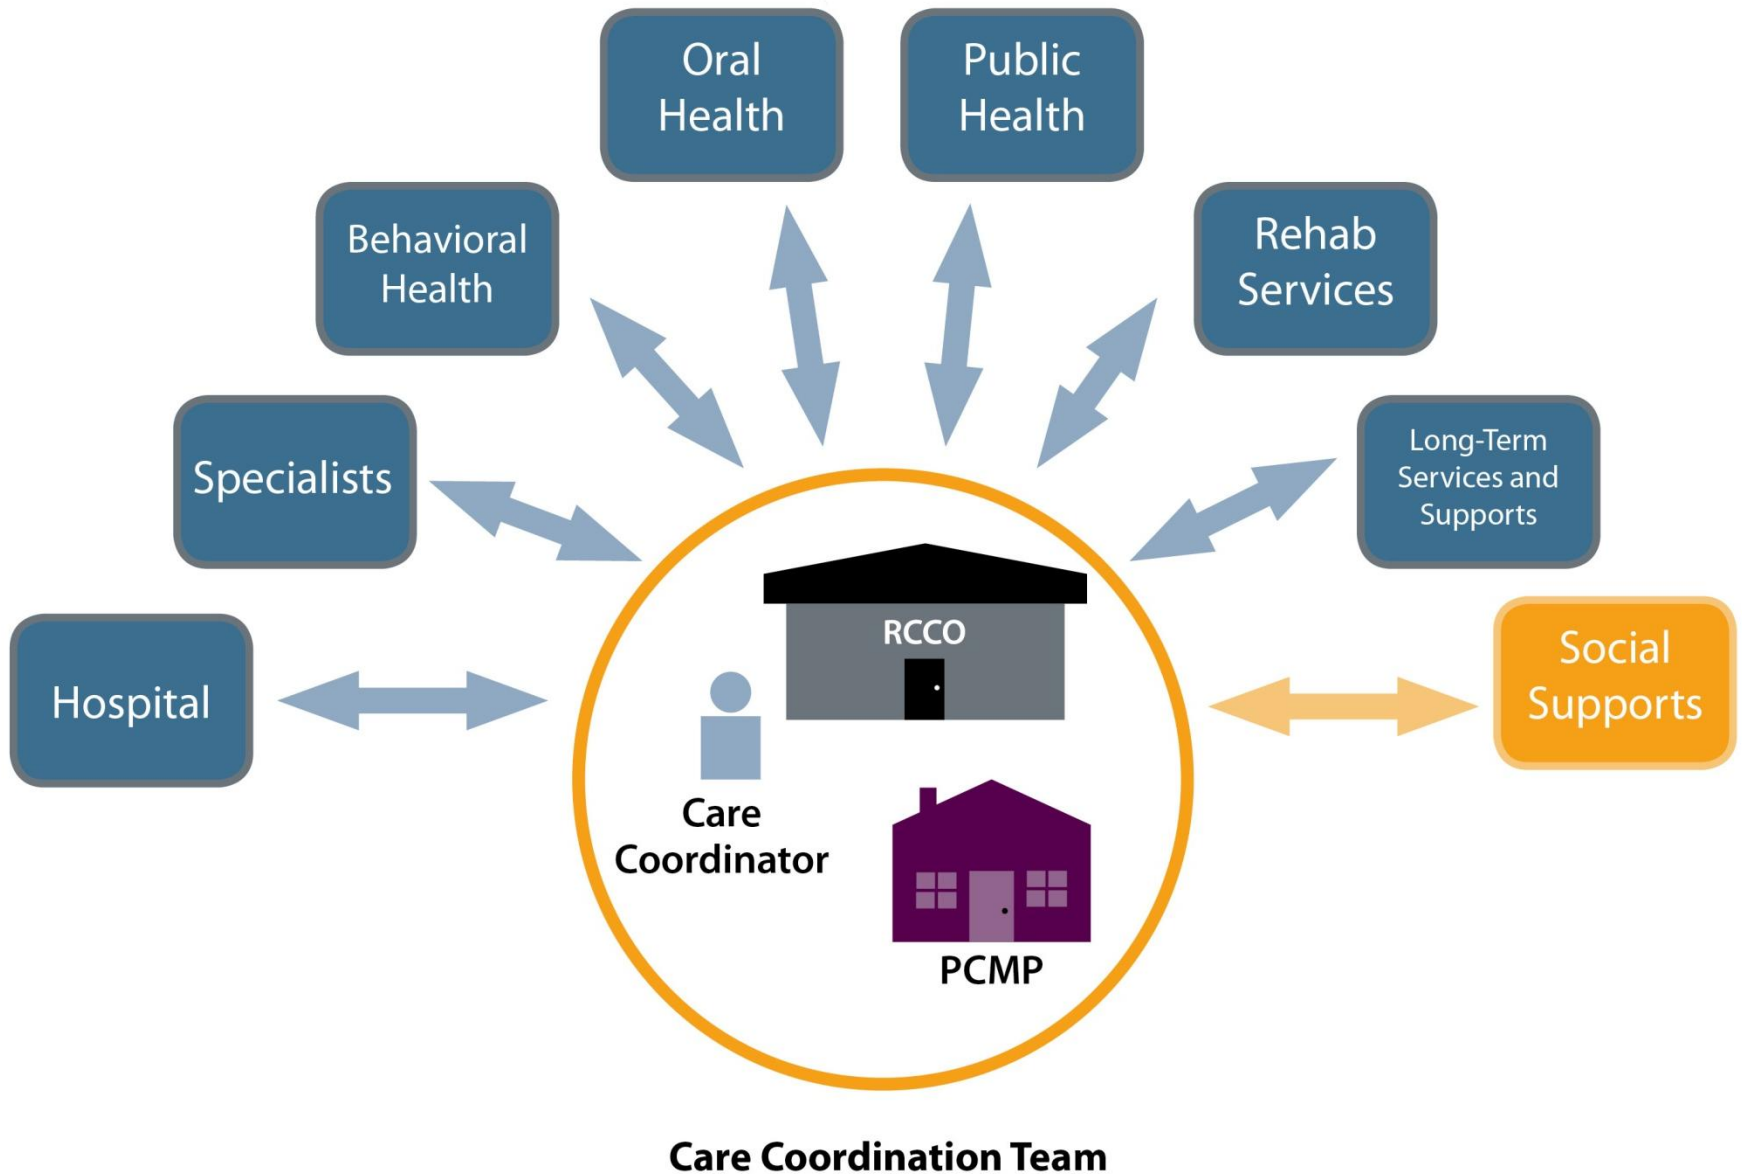 Oral
Health
Public
Health
Behavioral
Health
Rehab
Services
Specialists
Long-Term
Services and
Supports
Hospital
RCCO
Social
Supports
Care
Coordinator
PCMP
Care Coordination Team